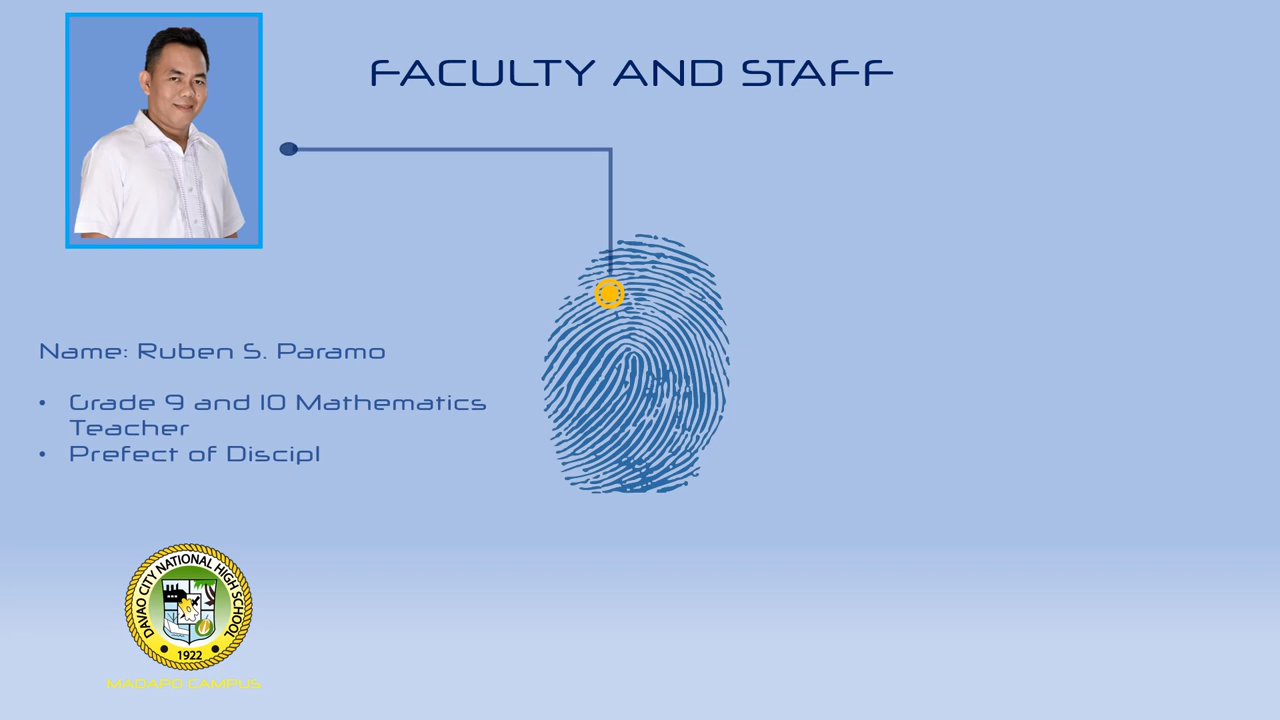 FACULTY AND STAFF
Name: Ruben S. Paramo
• Grade 9 and 10 Mathematics
Teacher
• Prefect of Discipl
DAVAO CITY NATIONAL HIGH SCHOOL
1922
MADAPO CAMPUS